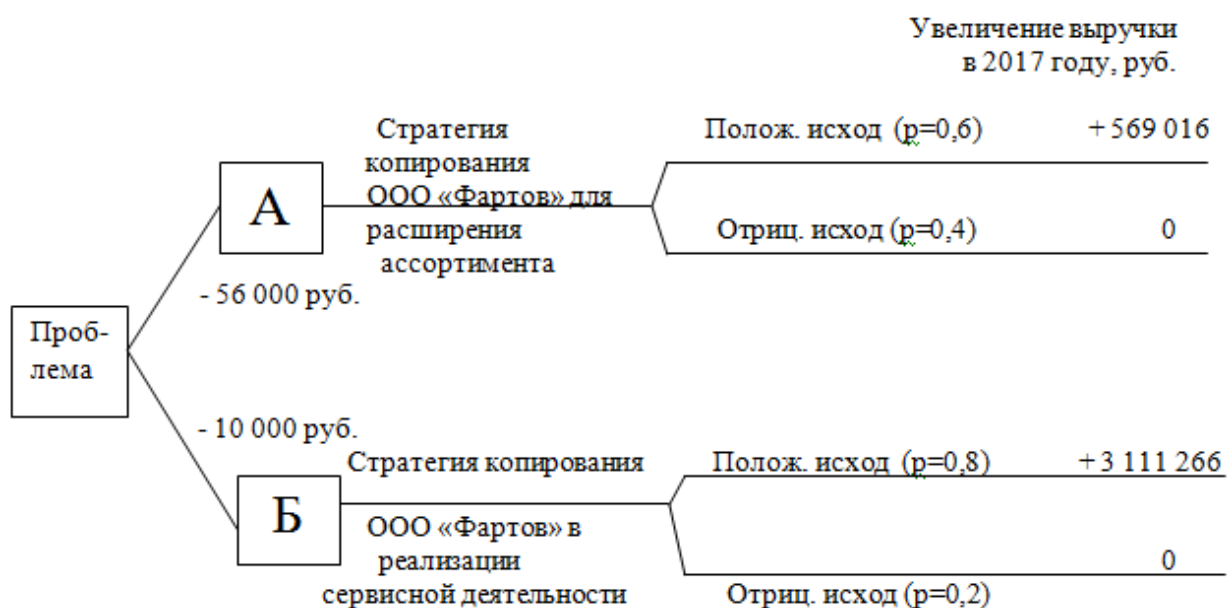 Увеличение выручки
в 2017 году, руб.
Стратегия
копирования
ООО «Фартов» для
расширения
ассортимента
Полож. исход (р=0,6) + 569 016
А
Отриц. исход (р=0,4) 0
- 56 000 руб.
Проб-
лема
- 10 000 руб.
Стратегия копирования
Полож. исход (р=0,8) +3 111 266
Б
ООО «Фартов» в
реализации
сервисной деятельности
0
Отриц. исход (р=0,2)